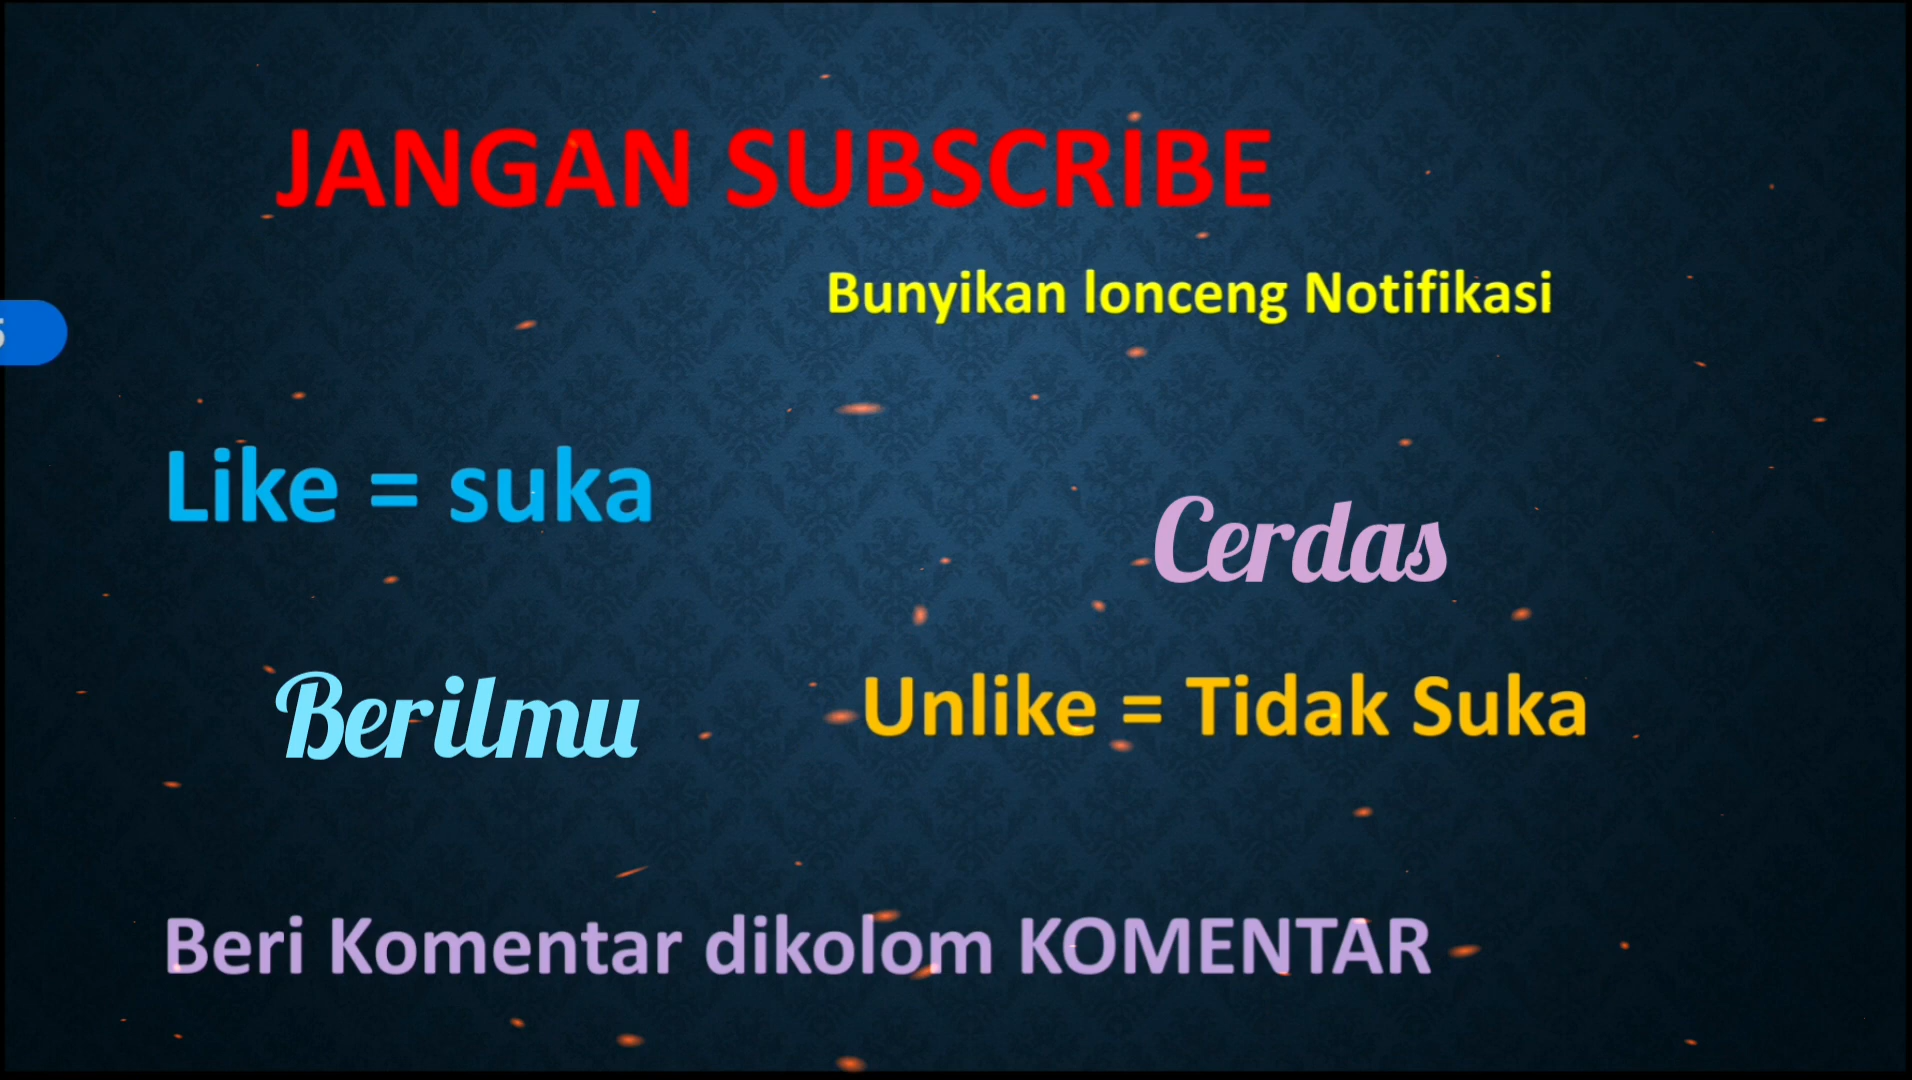 JANGAN SUBSCRIBE
Bunyikan lonceng Notifikasi
Like = suka
Cerdas
Berilmu
Unlike = Tidak Suka
Beri Komentar dikolom KOMENTAR